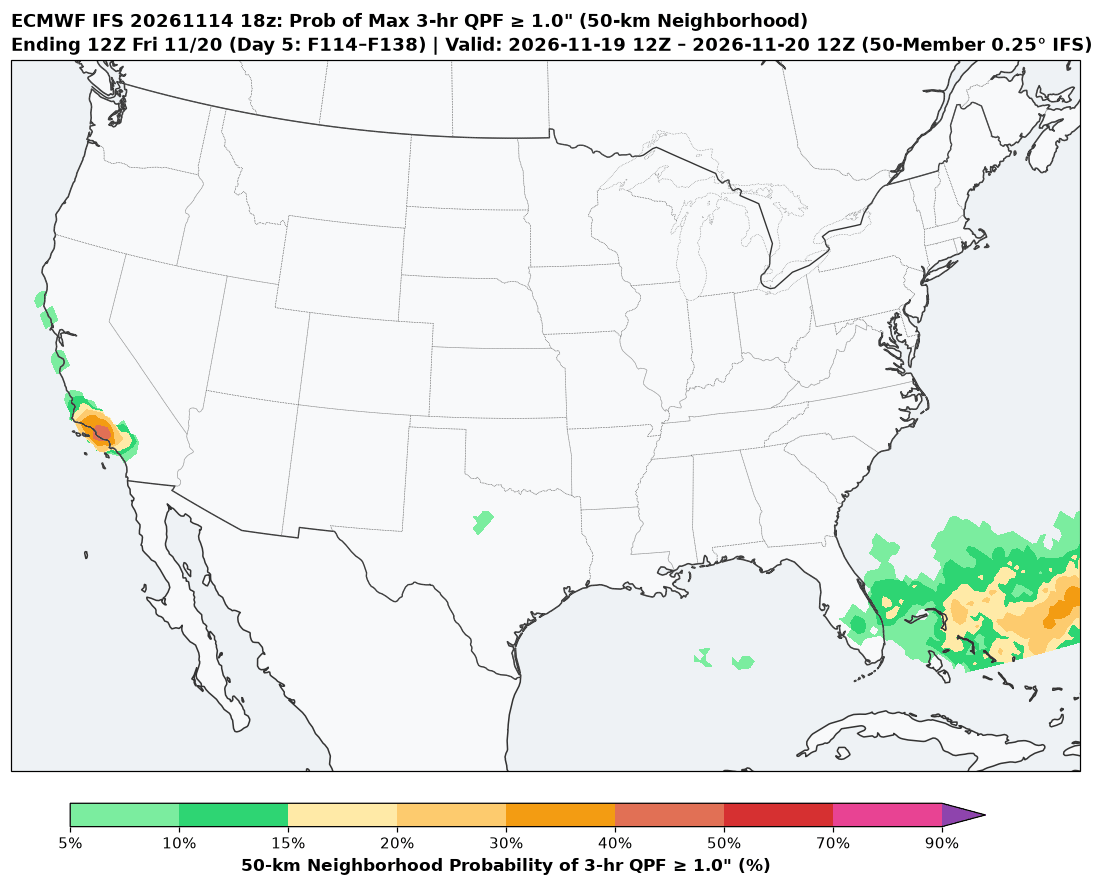 ECMWF IFS 20261114 18z: Prob of Max 3-hr QPF ≥ 1.0" (50-km Neighborhood)
Ending 12Z Fri 11/20 (Day 5: F114–F138) | Valid: 2026-11-19 12Z – 2026-11-20 12Z (50-Member 0.25° IFS)
5% 10% 15% 20% 30% 40% 50% 70% 90%
50-km Neighborhood Probability of 3-hr QPF ≥ 1.0" (%)